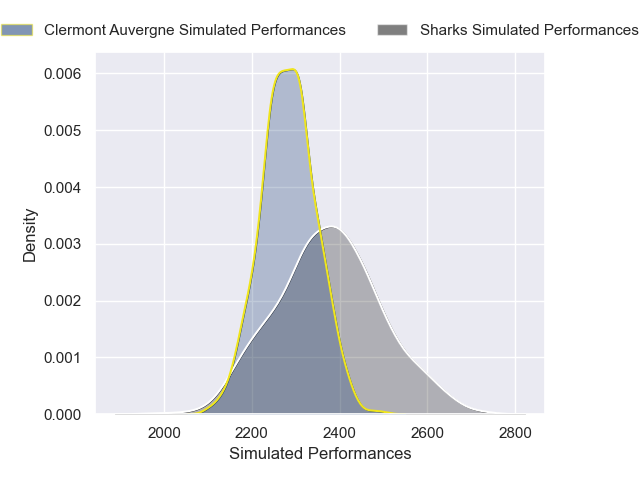 Clermont Auvergne Simulated Performances
Sharks Simulated Performances
0.006
0.005
0.004
0.003
0.002
0.001
0.000
Density
2000 2200 2400 2600 2800
Simulated Performances